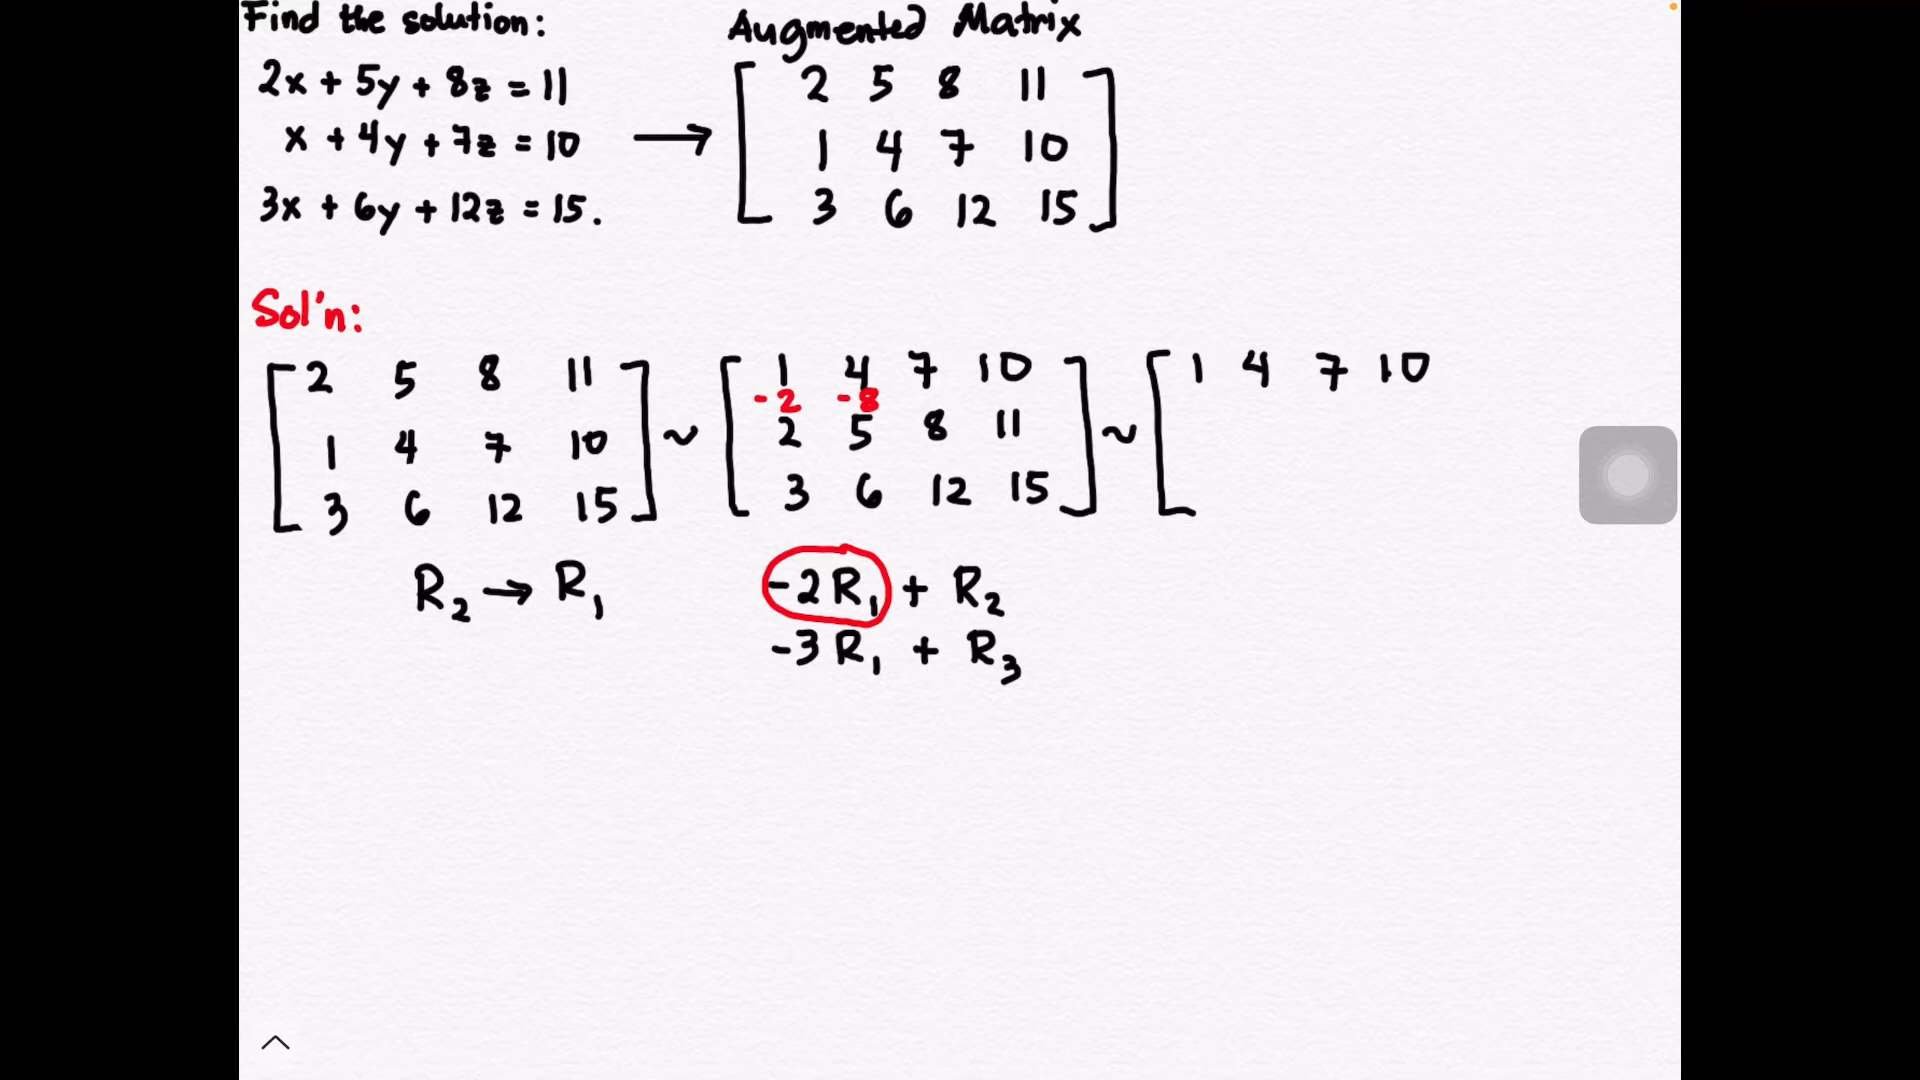 Find the solution:
2x + 5y + 8z = 11
x + 4y + 7z = 10
3x + 6y + 12z = 15.
→
Augmented Matrix
[ 2 5 8 11 ]
1 4 7 10
3 6 12 15
Sol'n:
2 5 8 11
1 4 7 10
3 6 12 15
R₂ → R₁
~
1 4 7 10
-2 -8
2 5 8 11
3 6 12 15
-2R₁ + R₂
-3R₁ + R₃
~
1 4 7 10